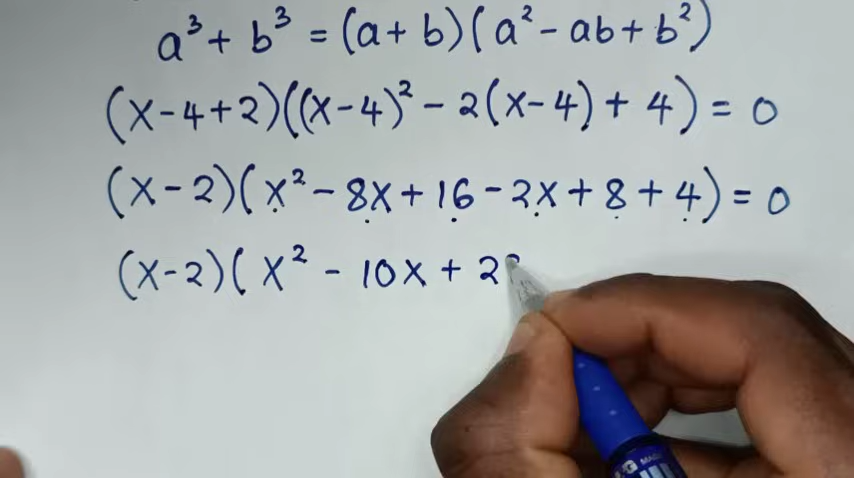 a³ + b³ = (a + b)(a² - ab + b²)
(x-4+2)((x-4)² - 2(x-4) + 4) = 0
(x-2)(x² - 8x + 16 - 2x + 8 + 4) = 0
(x-2)(x² - 10x + 2